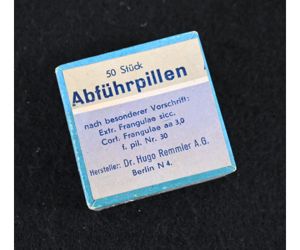 50 Stück
Abführpillen
nach besonderer Vorschrift:
Extr. Frangulae sicc.
Cort. Frangulae aa 3,0
f. pil. Nr. 30
Hersteller: Dr. Hugo Remmler A.G.
Berlin N 4.